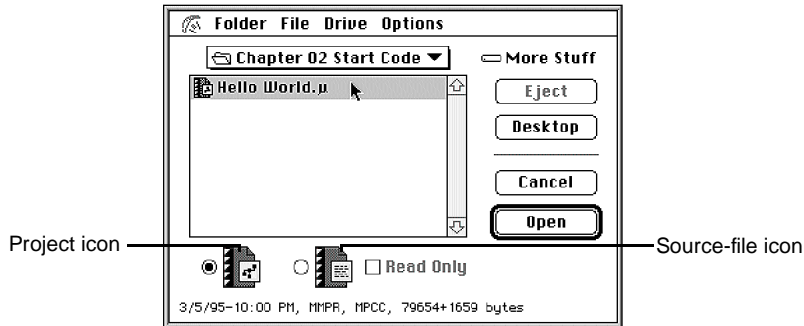 Folder File Drive Options
Chapter 02 Start Code
More Stuff
Hello World.µ
Eject
Desktop
Cancel
Open
Project icon
Source-file icon
Read Only
3/5/95-10:00 PM, MMPR, MPCC, 79654+1659 bytes